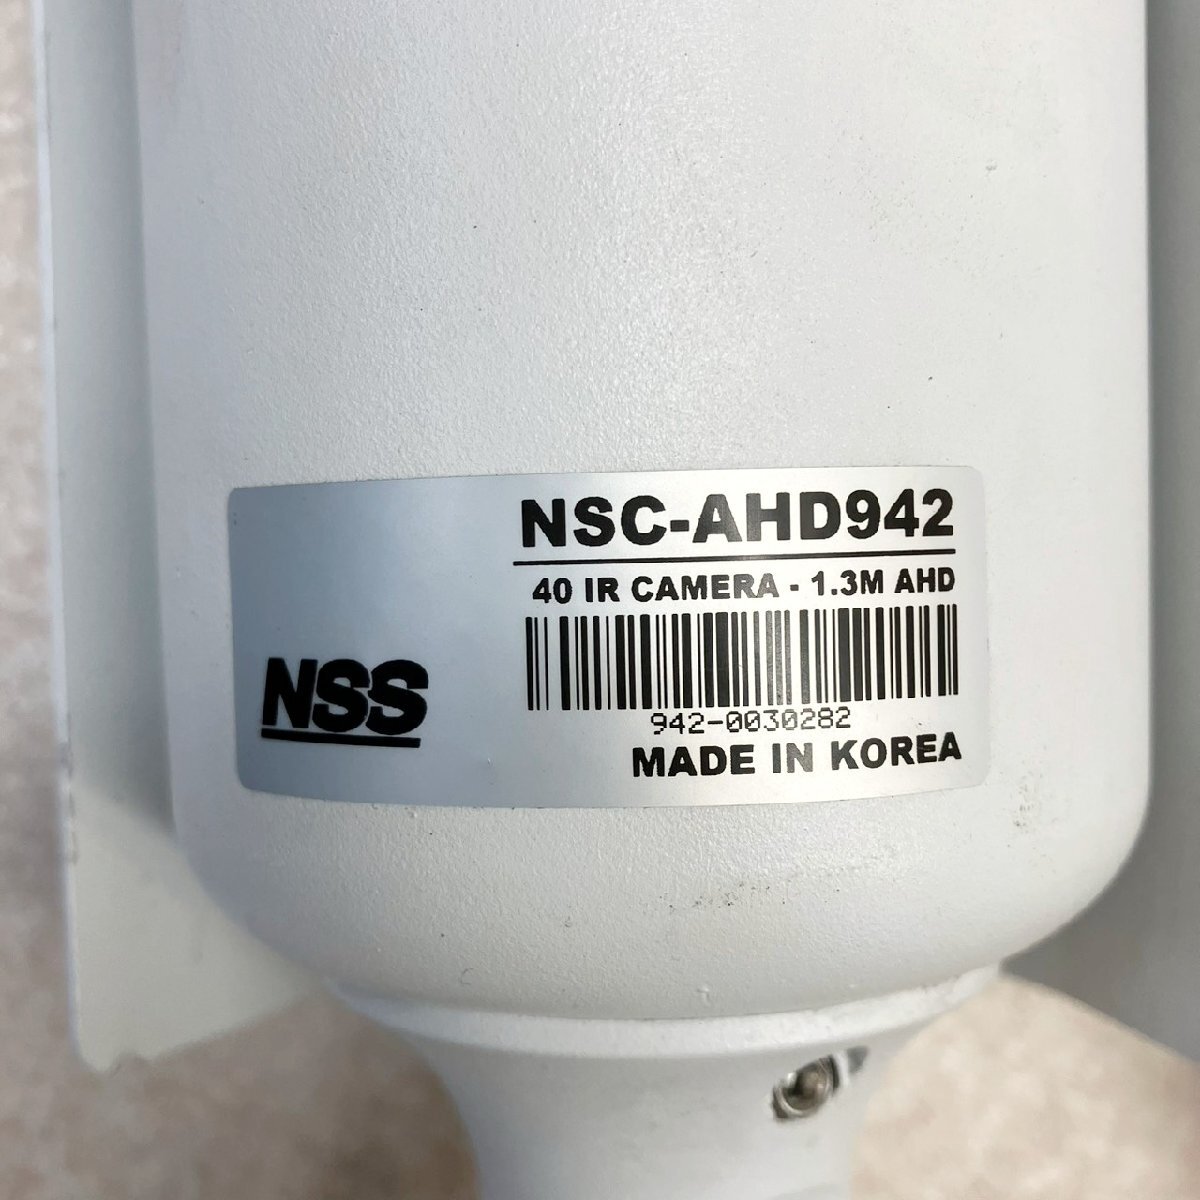 NSC-AHD942
40 IR CAMERA - 1.3M AHD
942-0030282
MADE IN KOREA
NSS